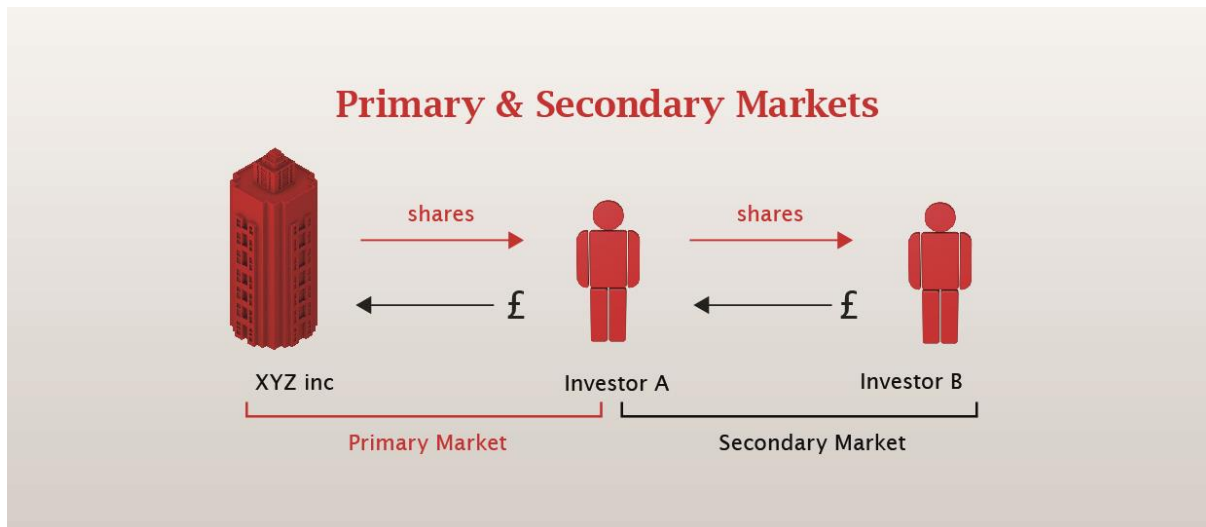 Primary & Secondary Markets
shares
shares
£
£
XYZ inc
Investor A
Investor B
Primary Market
Secondary Market